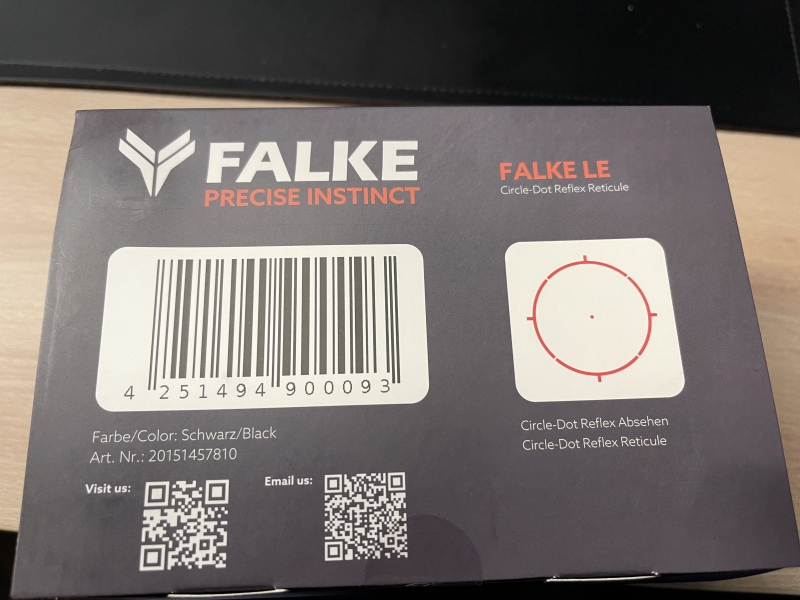 FALKE
PRECISE INSTINCT
FALKE LE
Circle-Dot Reflex Reticule
4 251494 900093
Circle-Dot Reflex Absehen
Circle-Dot Reflex Reticule
Farbe/Color: Schwarz/Black
Art. Nr.: 20151457810
Visit us:
Email us: